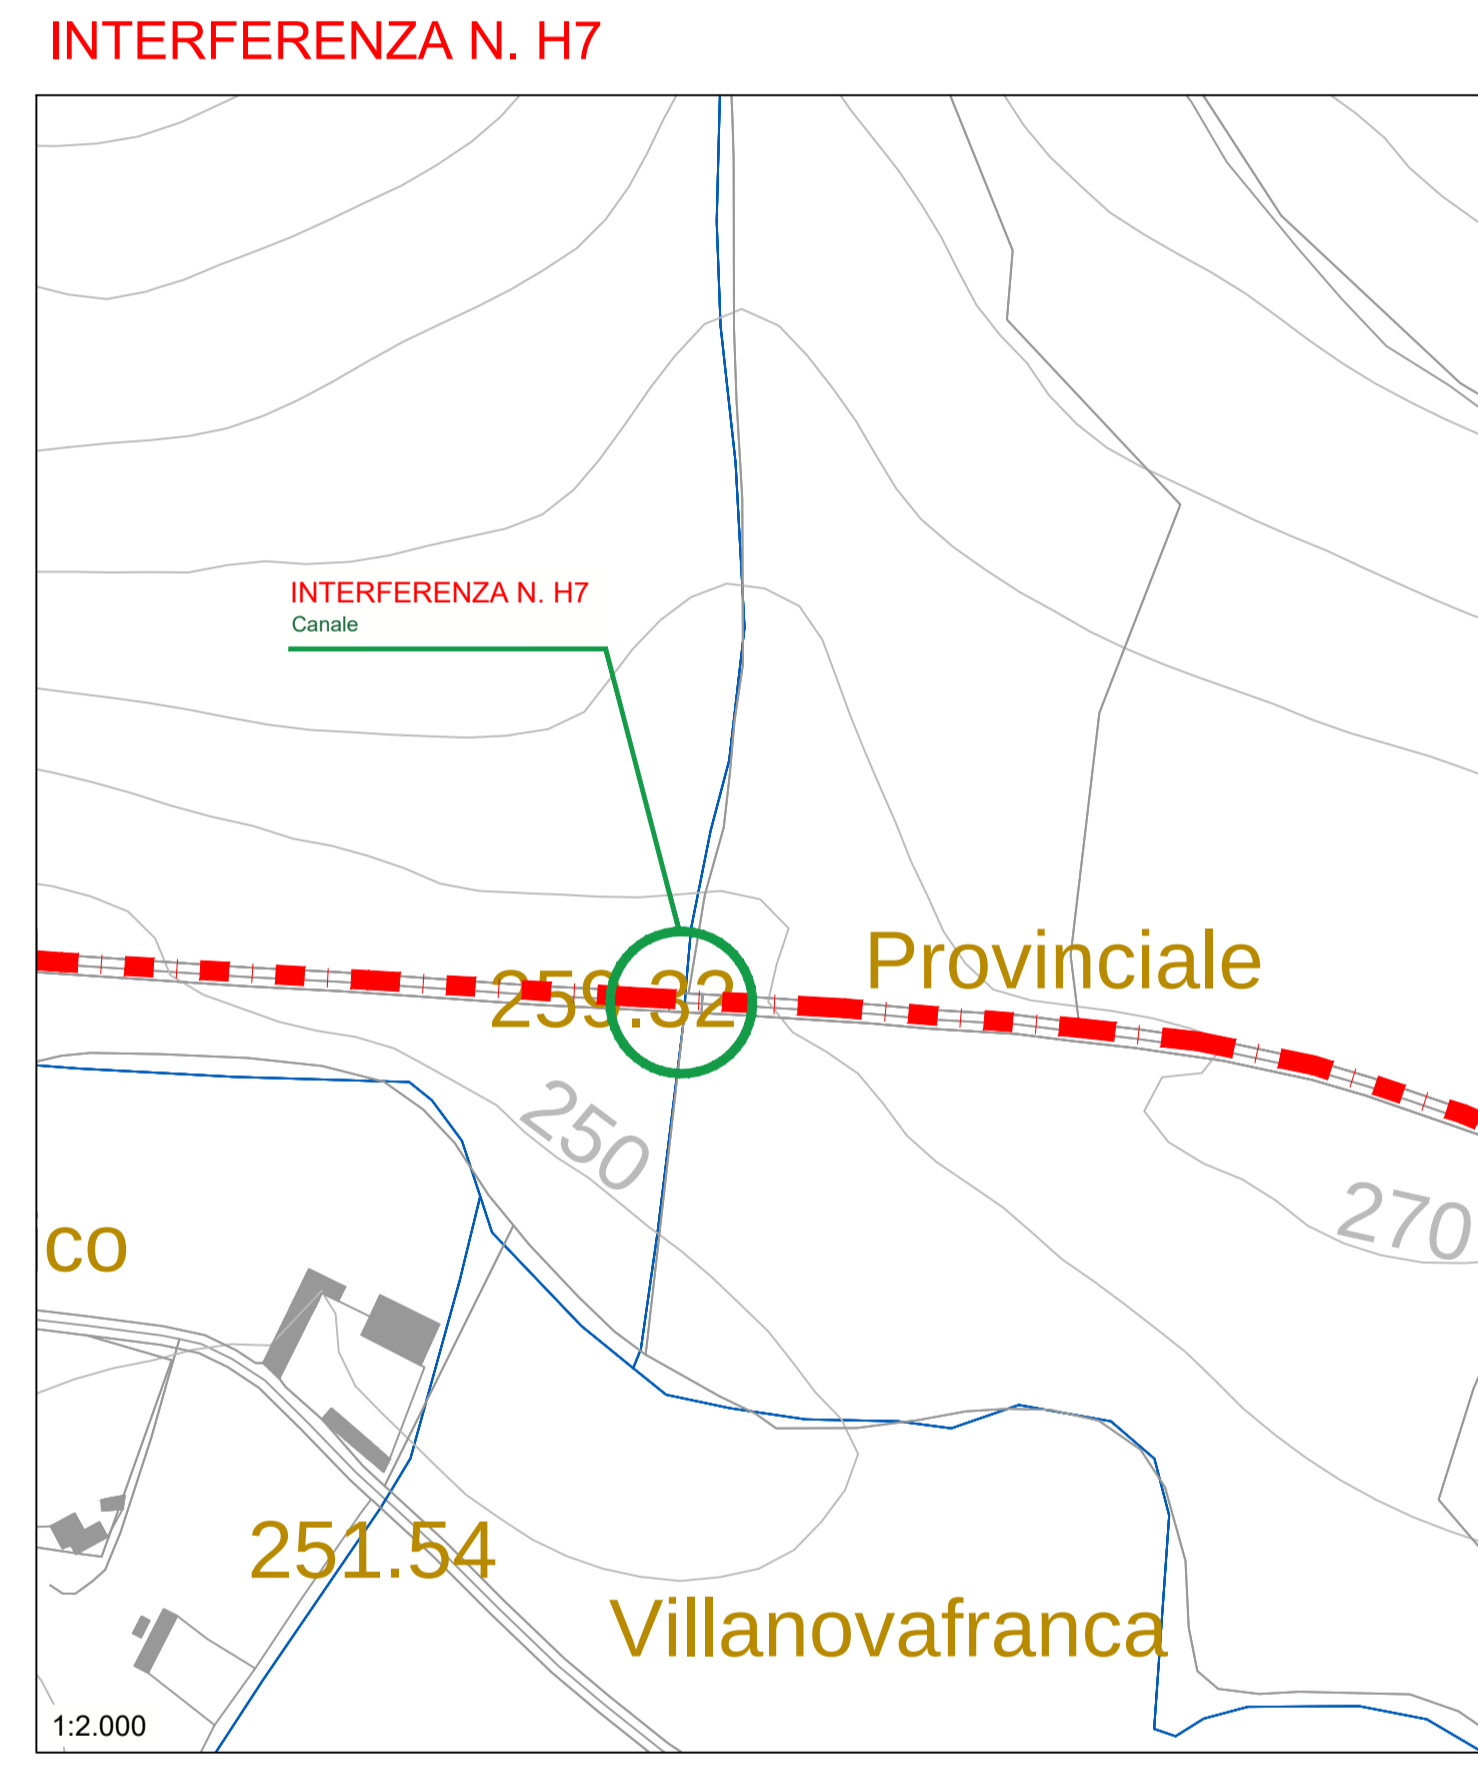 INTERFERENZA N. H7
INTERFERENZA N. H7
Canale
Provinciale
259.32
250
270
co
251.54
Villanovafranca
1:2.000